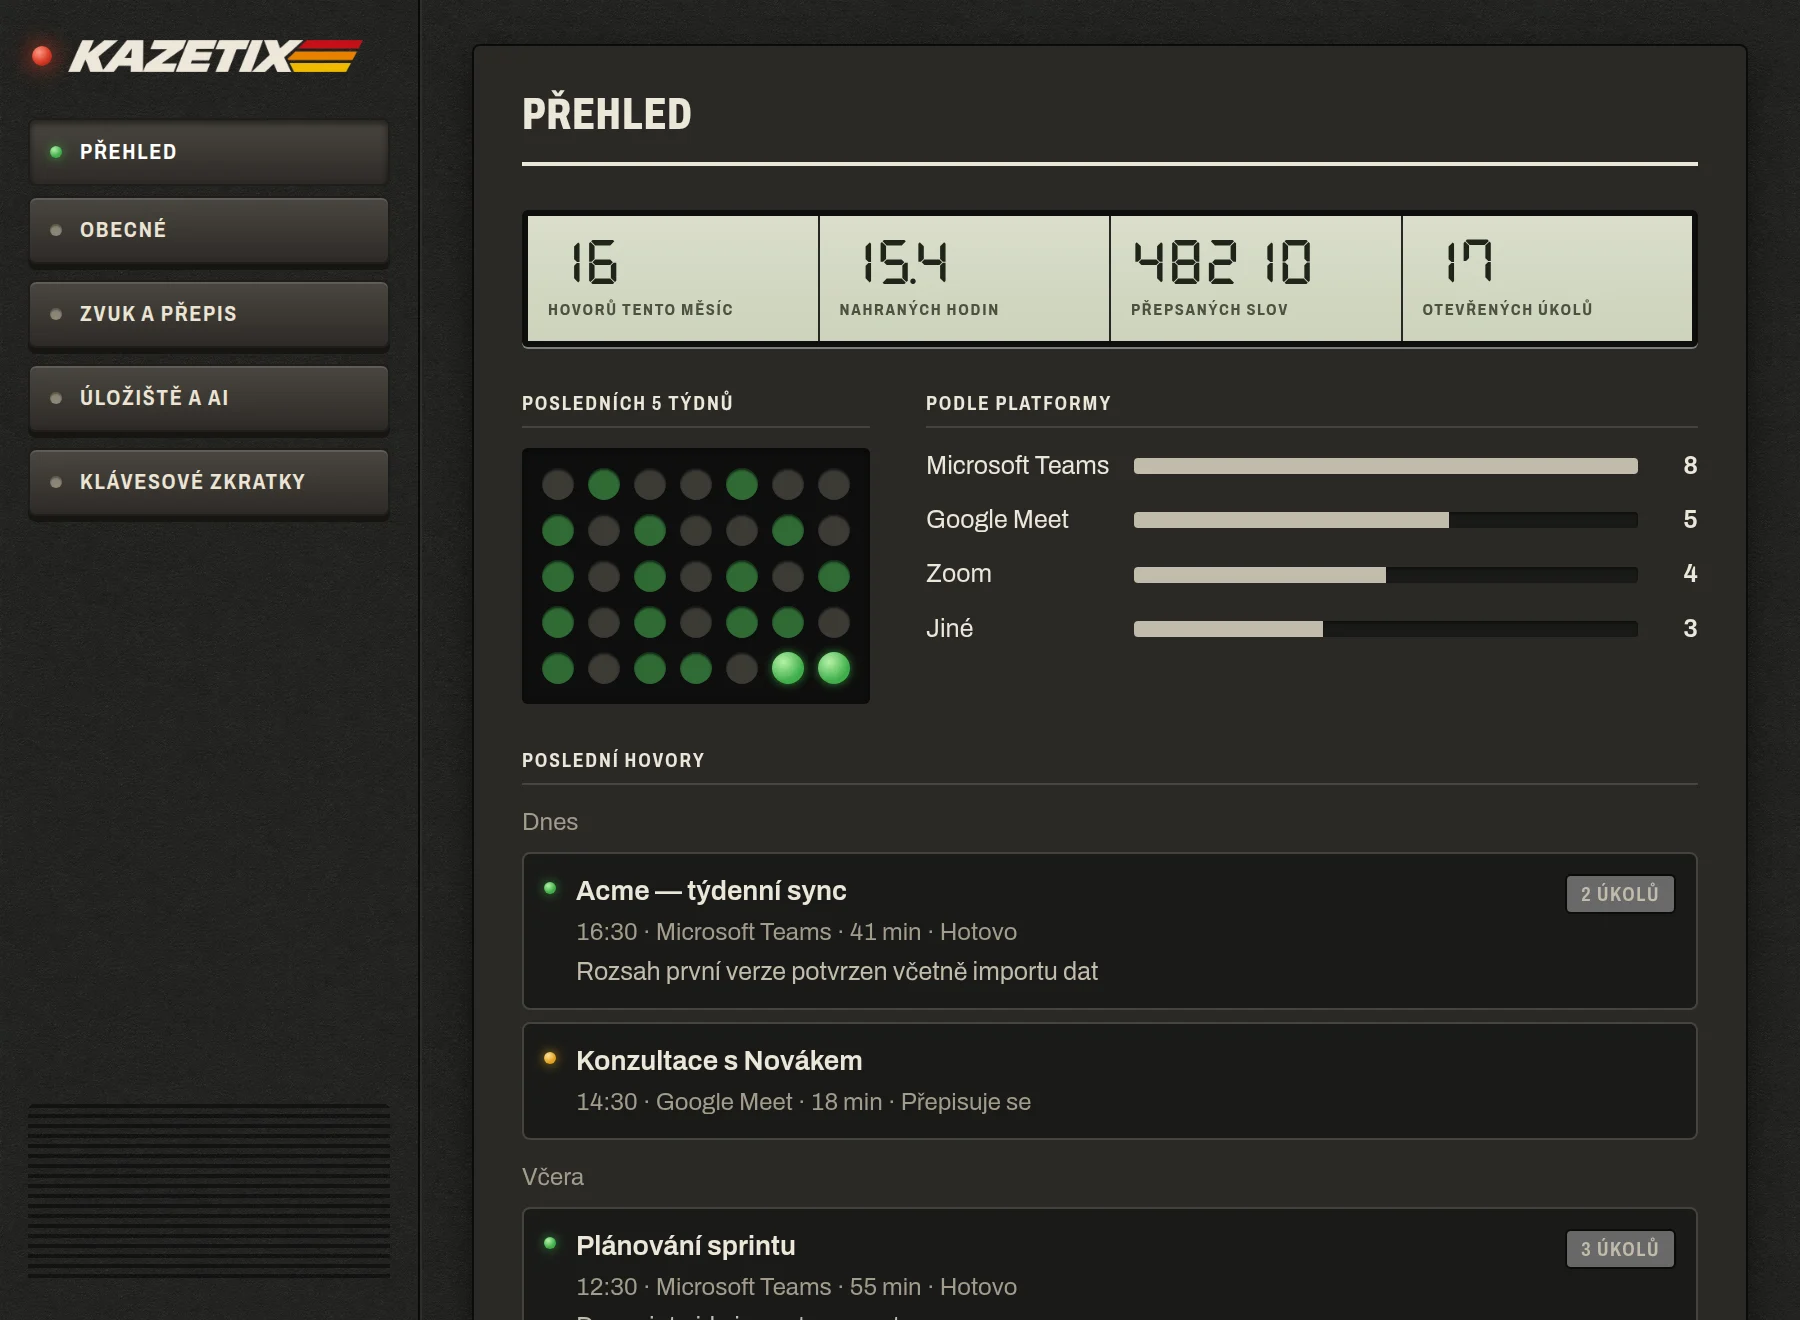 KAZETIX
PŘEHLED
OBECNÉ
ZVUK A PŘEPIS
ÚLOŽIŠTĚ A AI
KLÁVESOVÉ ZKRATKY
PŘEHLED
16
HOVORŮ TENTO MĚSÍC
15.4
NAHRANÝCH HODIN
482 10
PŘEPSANÝCH SLOV
17
OTEVŘENÝCH ÚKOLŮ
POSLEDNÍCH 5 TÝDNŮ
PODLE PLATFORMY
Microsoft Teams 8
Google Meet 5
Zoom 4
Jiné 3
POSLEDNÍ HOVORY
Dnes
Acme — týdenní sync
2 ÚKOLŮ
16:30 · Microsoft Teams · 41 min · Hotovo
Rozsah první verze potvrzen včetně importu dat
Konzultace s Novákem
14:30 · Google Meet · 18 min · Přepisuje se
Včera
Plánování sprintu
3 ÚKOLŮ
12:30 · Microsoft Teams · 55 min · Hotovo